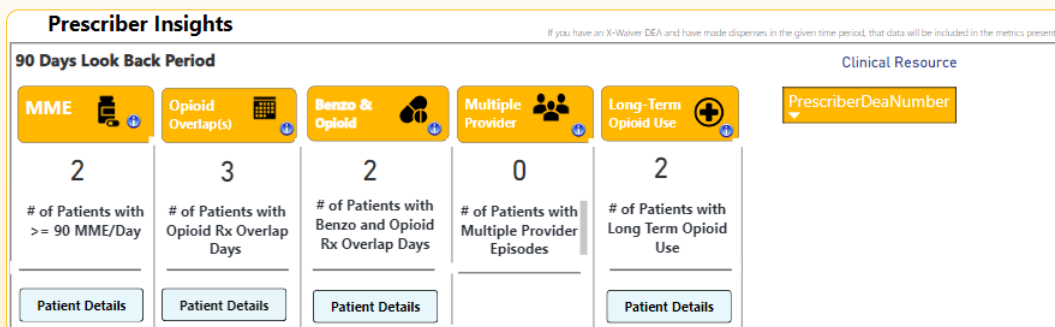 Prescriber Insights
If you have an X-Waiver DEA and have made dispenses in the given time period, that data will be included in the metrics present
90 Days Look Back Period
Clinical Resource
MME
Opioid
Overlap(s)
Benzo &
Opioid
Multiple
Provider
Long-Term
Opioid Use
PrescriberDeaNumber
2
3
2
0
2
# of Patients with
>= 90 MME/Day
# of Patients with
Opioid Rx Overlap
Days
# of Patients with
Benzo and Opioid
Rx Overlap Days
# of Patients with
Multiple Provider
Episodes
# of Patients with
Long Term Opioid
Use
Patient Details
Patient Details
Patient Details
Patient Details